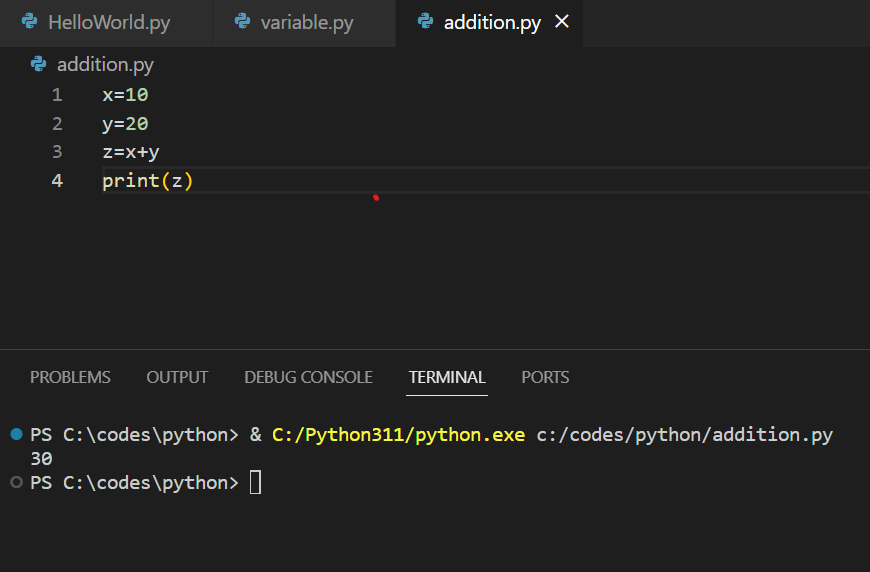 HelloWorld.py variable.py addition.py
addition.py
1 x=10
2 y=20
3 z=x+y
4 print(z)
PROBLEMS OUTPUT DEBUG CONSOLE TERMINAL PORTS
PS C:\codes\python> & C:/Python311/python.exe c:/codes/python/addition.py
30
PS C:\codes\python>